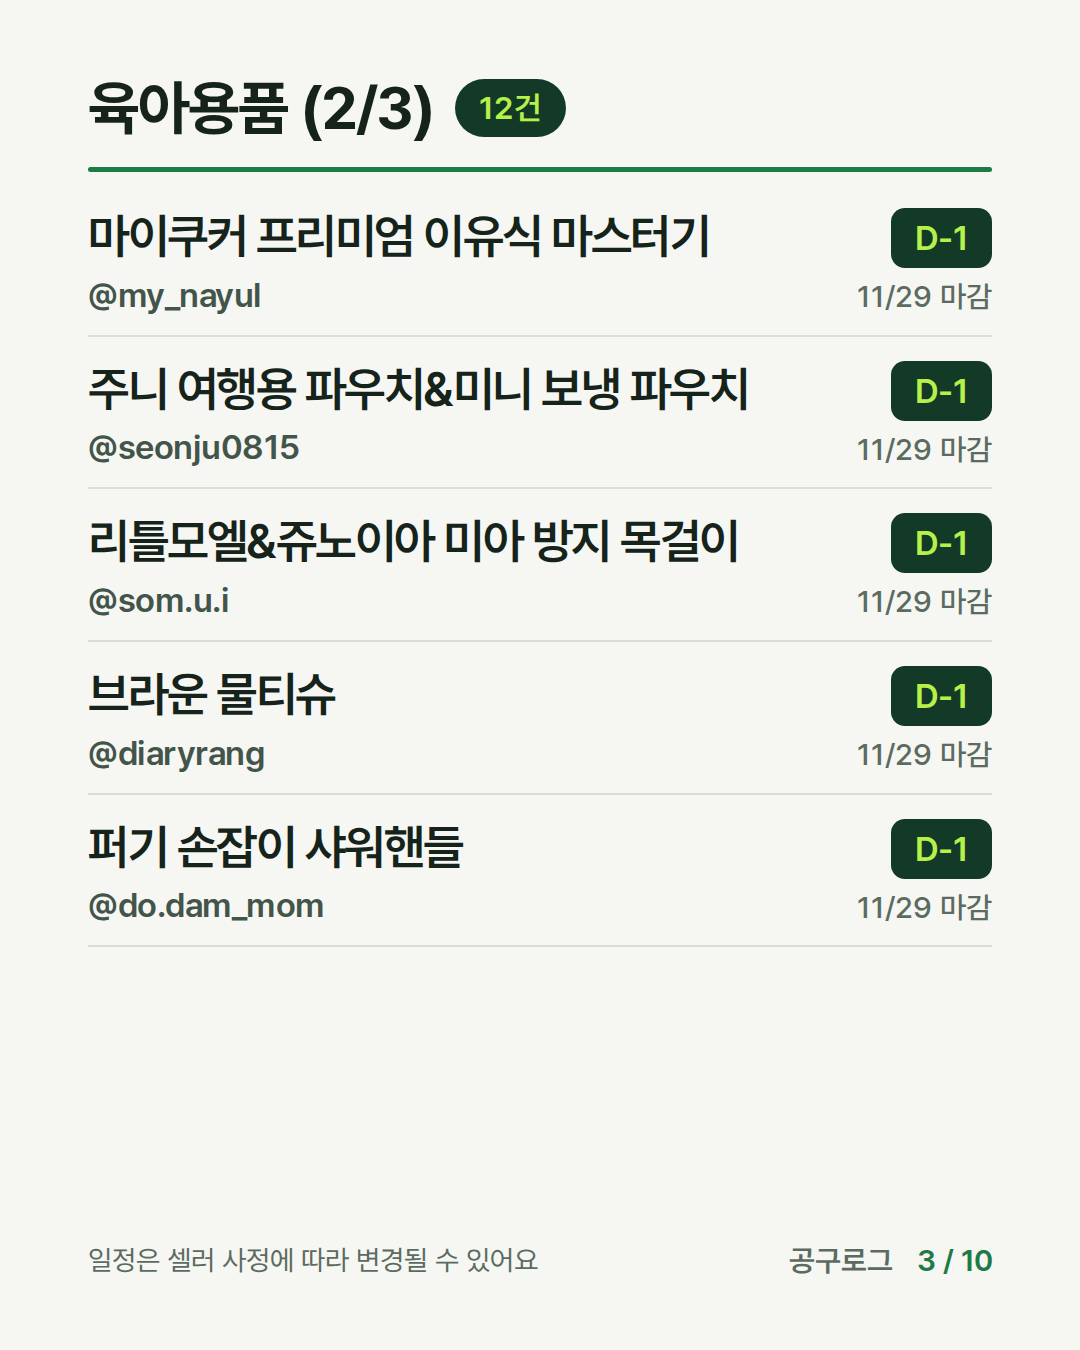 육아용품 (2/3) 12건
마이쿠커 프리미엄 이유식 마스터기 D-1
@my_nayul 11/29 마감
주니 여행용 파우치&미니 보냉 파우치 D-1
@seonju0815 11/29 마감
리틀모엘&쥬노이아 미아 방지 목걸이 D-1
@som.u.i 11/29 마감
브라운 물티슈 D-1
@diaryrang 11/29 마감
퍼기 손잡이 샤워핸들 D-1
@do.dam_mom 11/29 마감
일정은 셀러 사정에 따라 변경될 수 있어요 공구로그 3 / 10